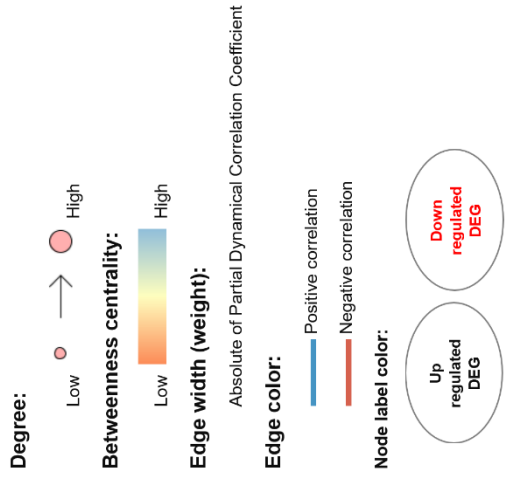 Degree:
Low
High
Betweenness centrality:
Low
High
Edge width (weight):
Absolute of Partial Dynamical Correlation Coefficient
Edge color:
Positive correlation
Negative correlation
Node label color:
Up
regulated
DEG
Down
regulated
DEG